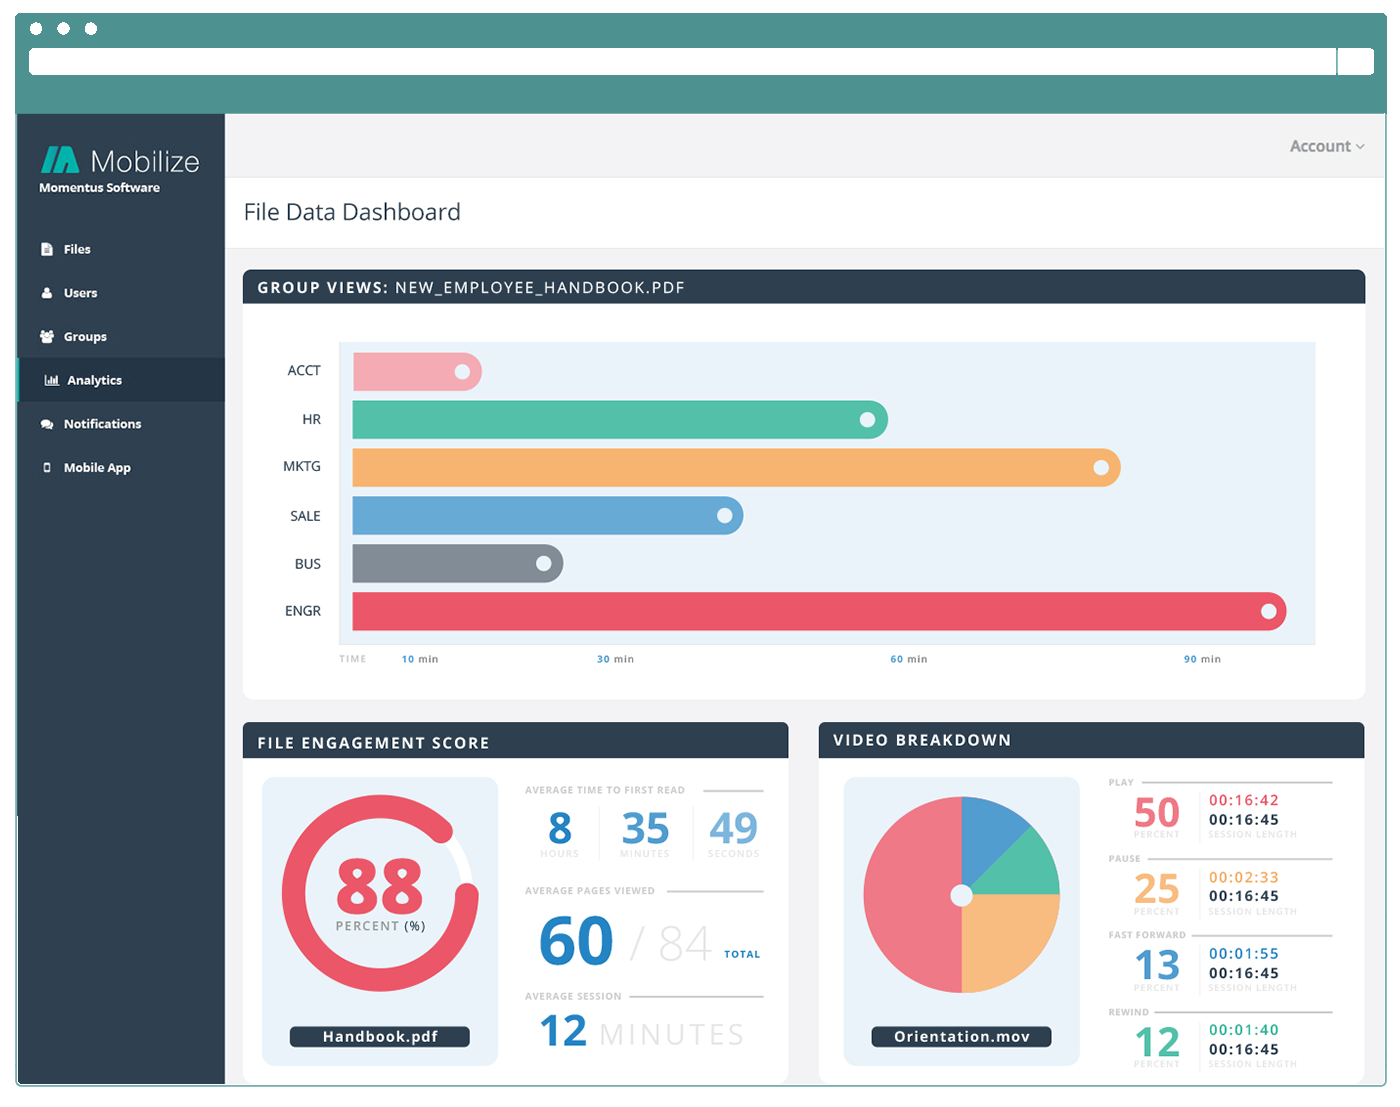 Mobilize
Momentus Software
Account
File Data Dashboard
Files
Users
Groups
Analytics
Notifications
Mobile App
GROUP VIEWS: NEW_EMPLOYEE_HANDBOOK.PDF
ACCT
HR
MKTG
SALE
BUS
ENGR
TIME 10 min 30 min 60 min 90 min
FILE ENGAGEMENT SCORE
88
PERCENT (%)
Handbook.pdf
AVERAGE TIME TO FIRST READ
8 35 49
HOURS MINUTES SECONDS
AVERAGE PAGES VIEWED
60 / 84 TOTAL
AVERAGE SESSION
12 MINUTES
VIDEO BREAKDOWN
Orientation.mov
PLAY
50 00:16:42
00:16:45
PERCENT SESSION LENGTH
PAUSE
25 00:02:33
00:16:45
PERCENT SESSION LENGTH
FAST FORWARD
13 00:01:55
00:16:45
PERCENT SESSION LENGTH
REWIND
12 00:01:40
00:16:45
PERCENT SESSION LENGTH